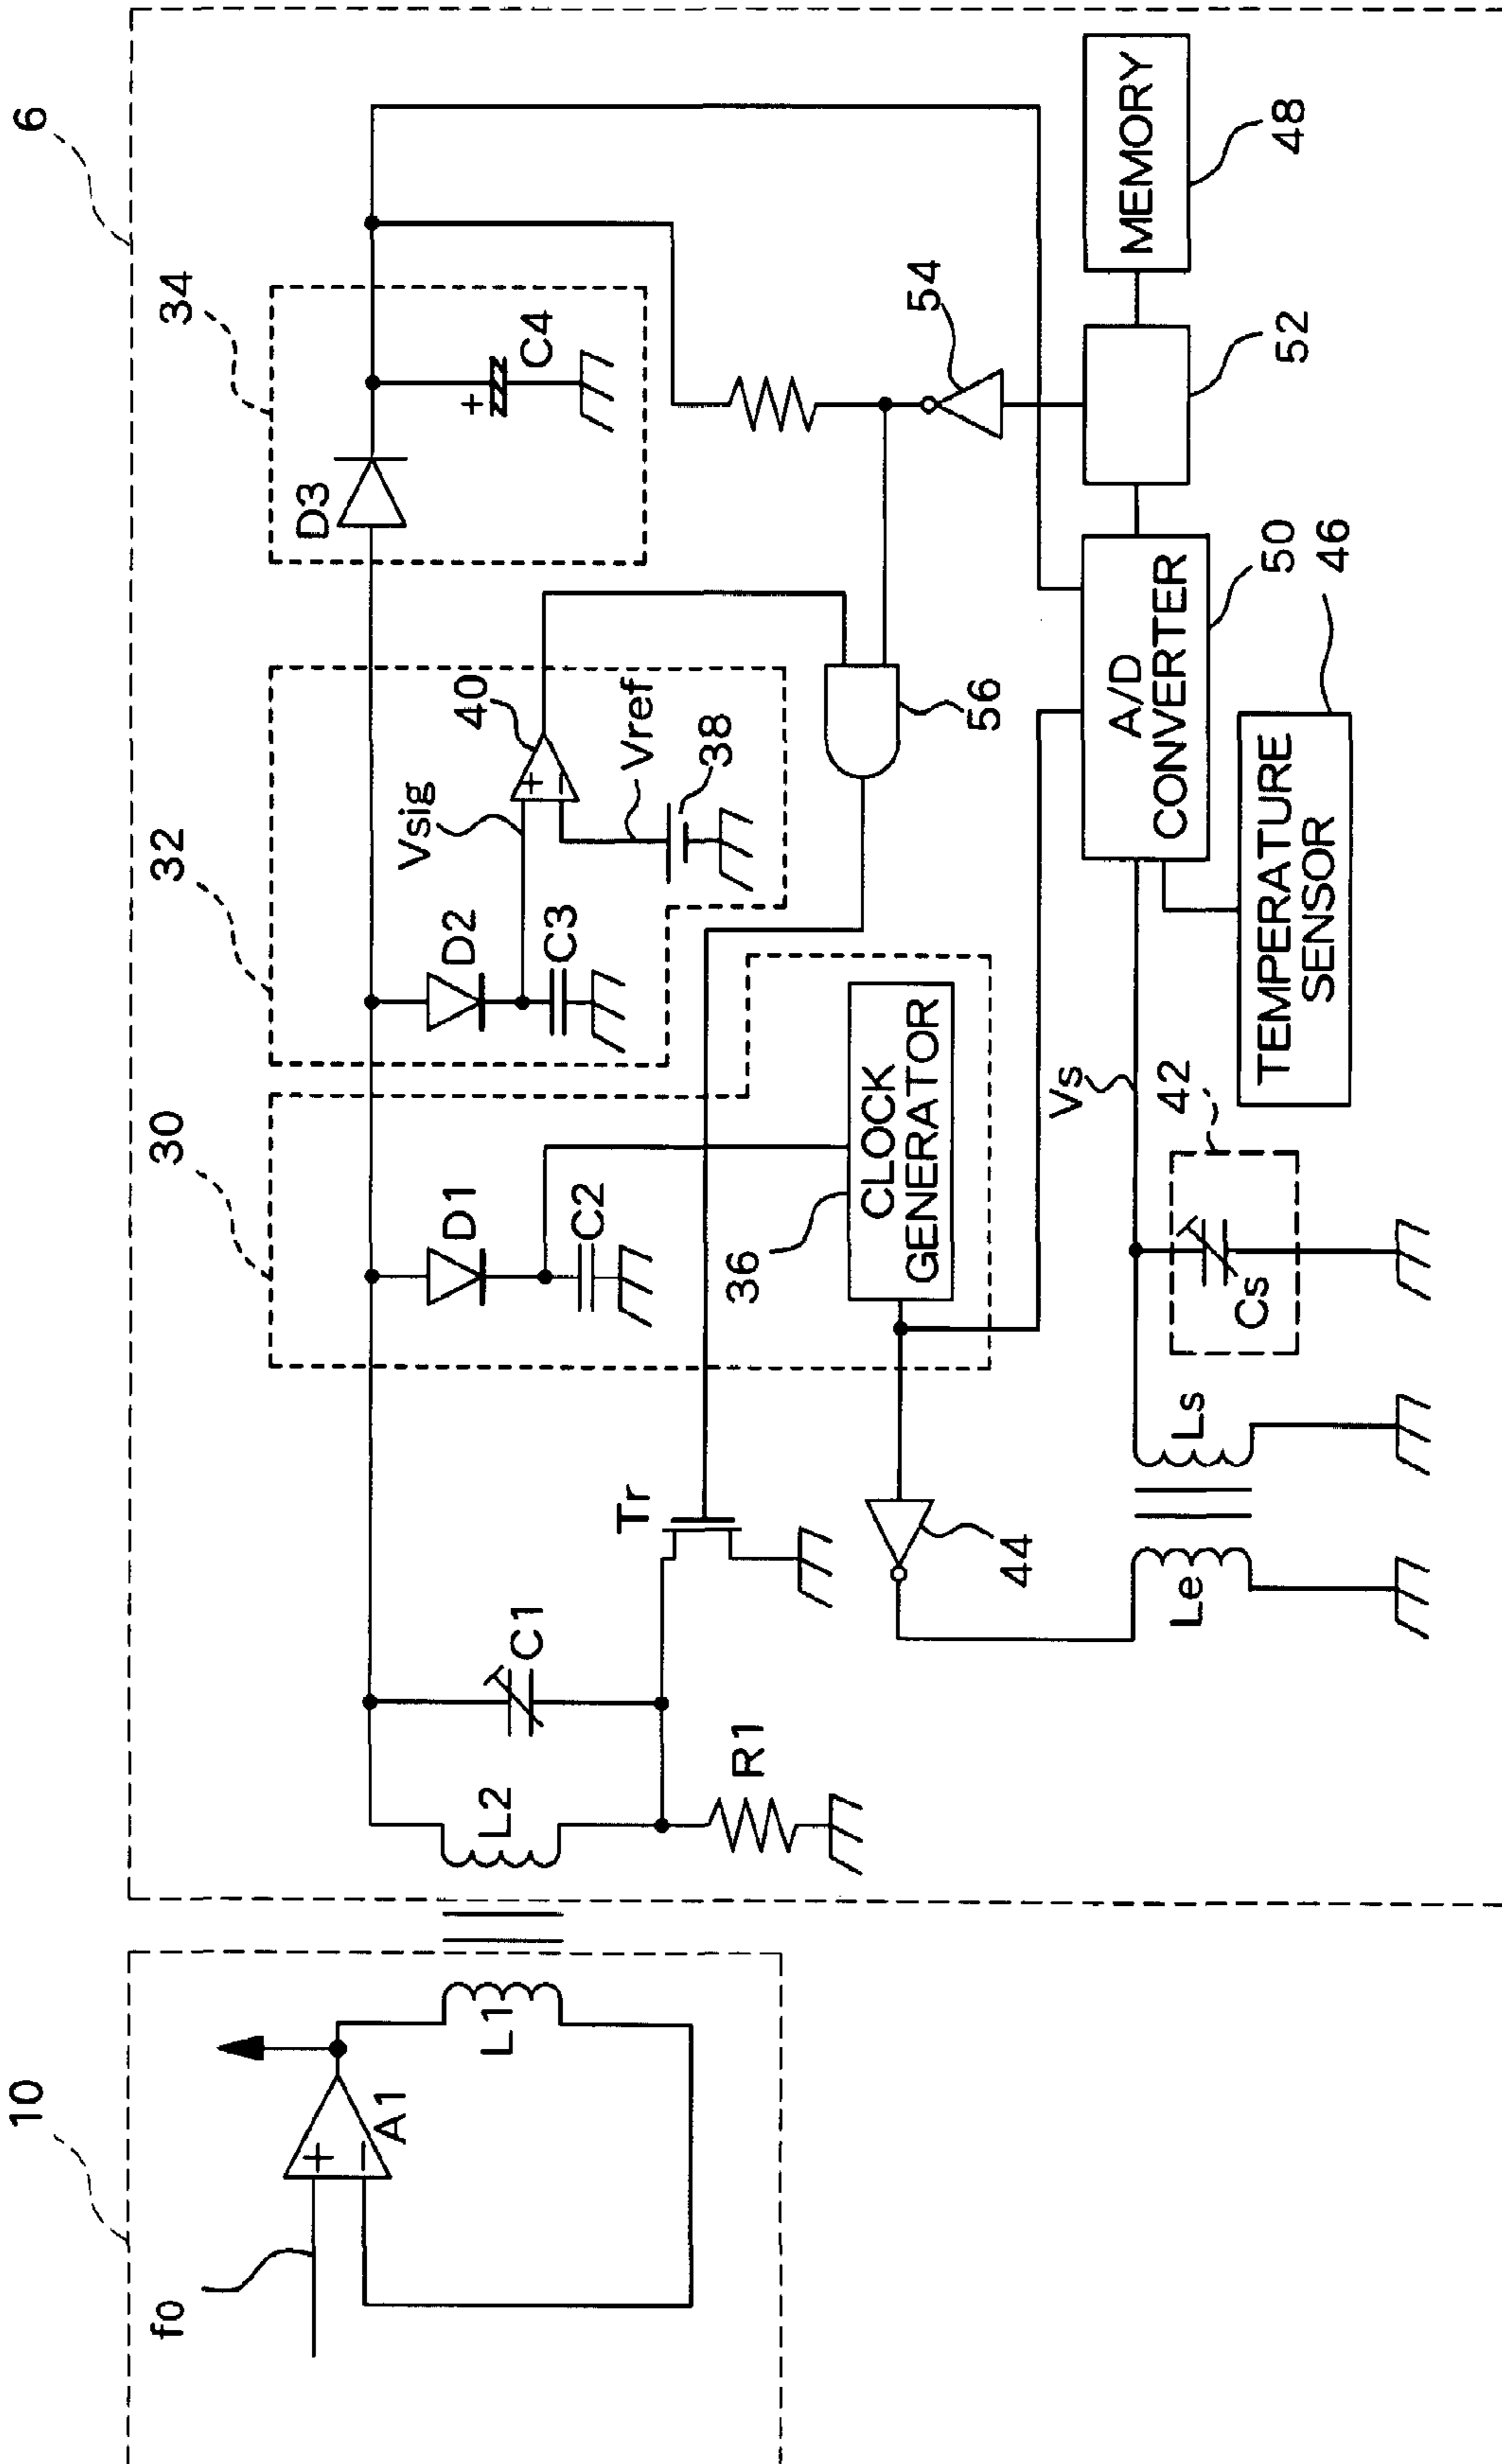 10
fo
A1
L1
6
L2
C1
R1
Tr
30
D1
C2
36
CLOCK
GENERATOR
32
D2
C3
Vsig
40
Vref
38
34
D3
C4
54
56
44
Le
Ls
Cs
42
Vs
A/D
CONVERTER
50
TEMPERATURE
SENSOR
46
52
MEMORY
48